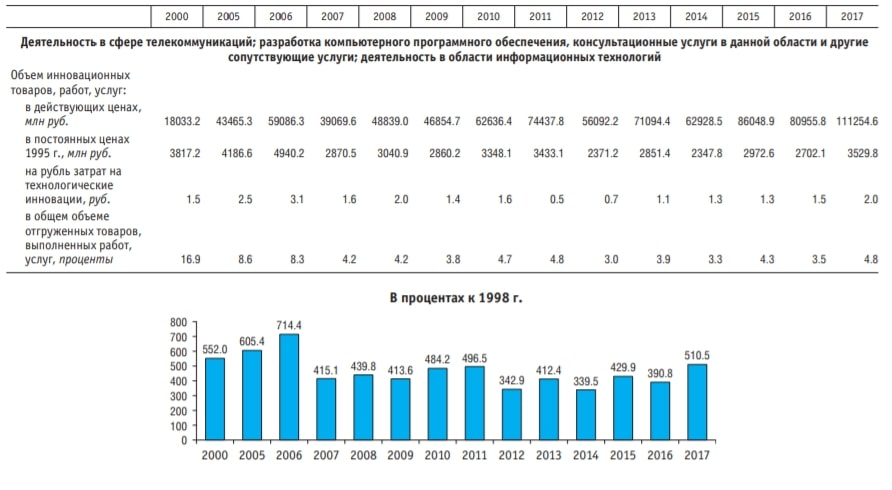 2000 2005 2006 2007 2008 2009 2010 2011 2012 2013 2014 2015 2016 2017
Деятельность в сфере телекоммуникаций; разработка компьютерного программного обеспечения, консультационные услуги в данной области и другие
сопутствующие услуги; деятельность в области информационных технологий
Объем инновационных
товаров, работ, услуг:
в действующих ценах,
млн руб. 18033.2 43465.3 59086.3 39069.6 48839.0 46854.7 62636.4 74437.8 56092.2 71094.4 62928.5 86048.9 80955.8 111254.6
в постоянных ценах
1995 г., млн руб. 3817.2 4186.6 4940.2 2870.5 3040.9 2860.2 3348.1 3433.1 2371.2 2851.4 2347.8 2972.6 2702.1 3529.8
на рубль затрат на
технологические
инновации, руб. 1.5 2.5 3.1 1.6 2.0 1.4 1.6 0.5 0.7 1.1 1.3 1.3 1.5 2.0
в общем объеме
отгруженных товаров,
выполненных работ,
услуг, проценты 16.9 8.6 8.3 4.2 4.2 3.8 4.7 4.8 3.0 3.9 3.3 4.3 3.5 4.8
В процентах к 1998 г.
800
700
600
500
400
300
200
100
0
552.0 605.4 714.4 415.1 439.8 413.6 484.2 496.5 342.9 412.4 339.5 429.9 390.8 510.5
2000 2005 2006 2007 2008 2009 2010 2011 2012 2013 2014 2015 2016 2017